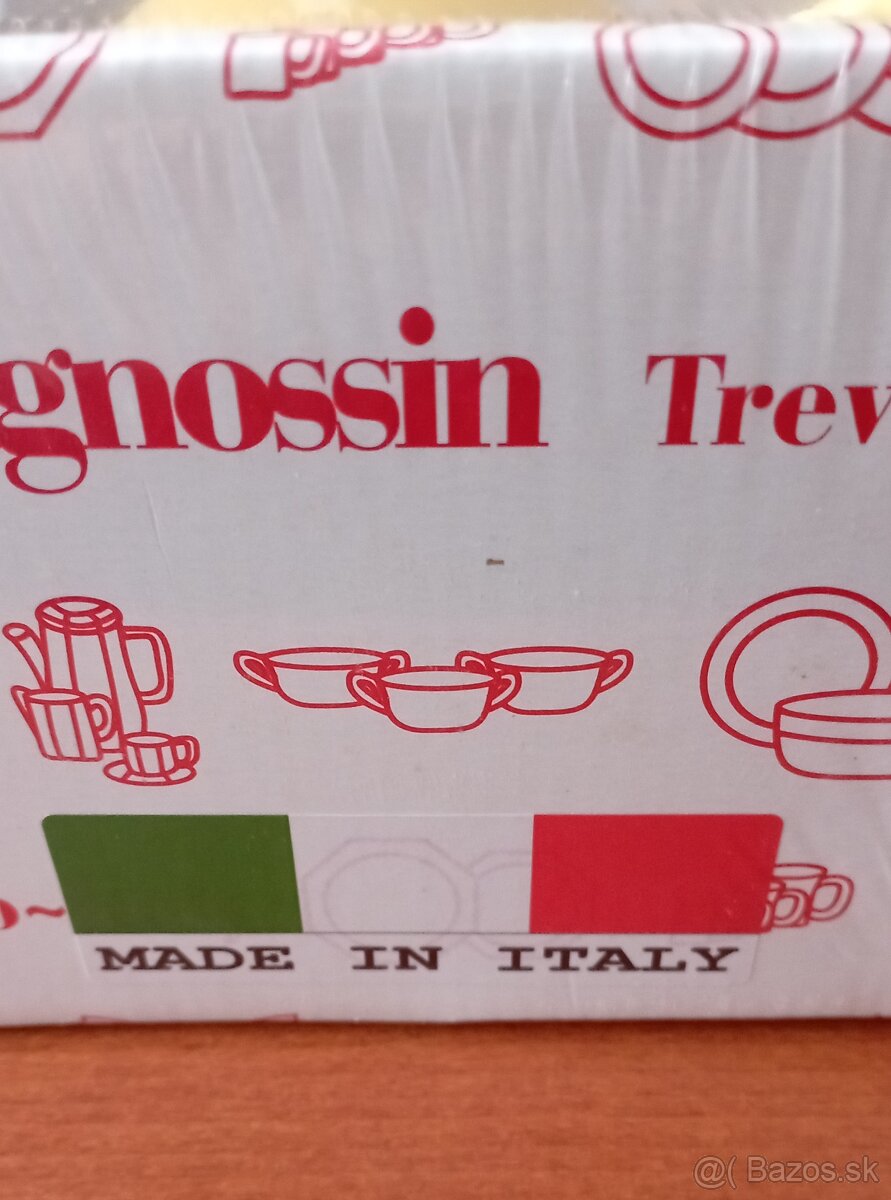 gnossin Trev
o~
MADE IN ITALY
@( Bazos.sk